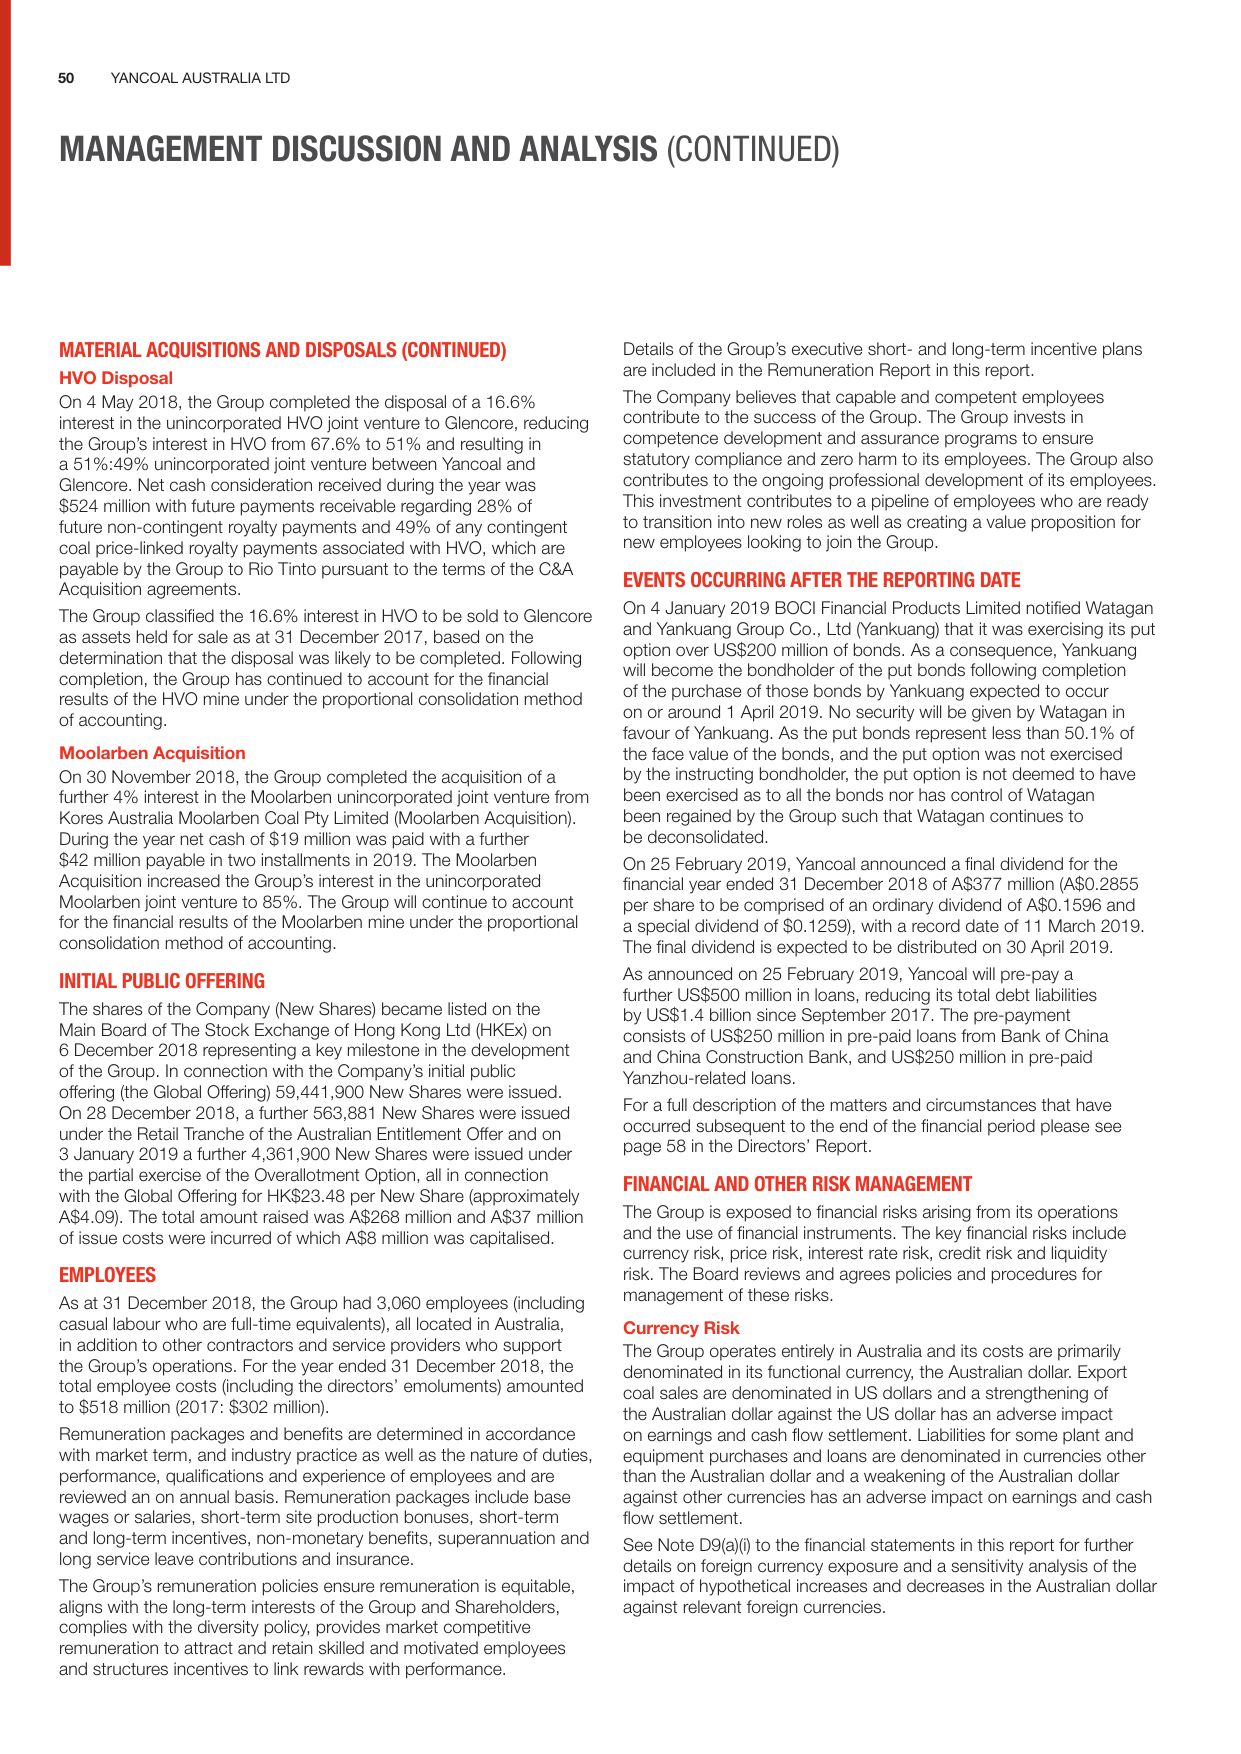 50 YANCOAL AUSTRALIA LTD
MANAGEMENT DISCUSSION AND ANALYSIS (CONTINUED)
MATERIAL ACQUISITIONS AND DISPOSALS (CONTINUED)
HVO Disposal
On 4 May 2018, the Group completed the disposal of a 16.6%
interest in the unincorporated HVO joint venture to Glencore, reducing
the Group’s interest in HVO from 67.6% to 51% and resulting in
a 51%:49% unincorporated joint venture between Yancoal and
Glencore. Net cash consideration received during the year was
$524 million with future payments receivable regarding 28% of
future non-contingent royalty payments and 49% of any contingent
coal price-linked royalty payments associated with HVO, which are
payable by the Group to Rio Tinto pursuant to the terms of the C&A
Acquisition agreements.
The Group classified the 16.6% interest in HVO to be sold to Glencore
as assets held for sale as at 31 December 2017, based on the
determination that the disposal was likely to be completed. Following
completion, the Group has continued to account for the financial
results of the HVO mine under the proportional consolidation method
of accounting.
Moolarben Acquisition
On 30 November 2018, the Group completed the acquisition of a
further 4% interest in the Moolarben unincorporated joint venture from
Kores Australia Moolarben Coal Pty Limited (Moolarben Acquisition).
During the year net cash of $19 million was paid with a further
$42 million payable in two installments in 2019. The Moolarben
Acquisition increased the Group’s interest in the unincorporated
Moolarben joint venture to 85%. The Group will continue to account
for the financial results of the Moolarben mine under the proportional
consolidation method of accounting.
INITIAL PUBLIC OFFERING
The shares of the Company (New Shares) became listed on the
Main Board of The Stock Exchange of Hong Kong Ltd (HKEx) on
6 December 2018 representing a key milestone in the development
of the Group. In connection with the Company’s initial public
offering (the Global Offering) 59,441,900 New Shares were issued.
On 28 December 2018, a further 563,881 New Shares were issued
under the Retail Tranche of the Australian Entitlement Offer and on
3 January 2019 a further 4,361,900 New Shares were issued under
the partial exercise of the Overallotment Option, all in connection
with the Global Offering for HK$23.48 per New Share (approximately
A$4.09). The total amount raised was A$268 million and A$37 million
of issue costs were incurred of which A$8 million was capitalised.
EMPLOYEES
As at 31 December 2018, the Group had 3,060 employees (including
casual labour who are full-time equivalents), all located in Australia,
in addition to other contractors and service providers who support
the Group’s operations. For the year ended 31 December 2018, the
total employee costs (including the directors’ emoluments) amounted
to $518 million (2017: $302 million).
Remuneration packages and benefits are determined in accordance
with market term, and industry practice as well as the nature of duties,
performance, qualifications and experience of employees and are
reviewed an on annual basis. Remuneration packages include base
wages or salaries, short-term site production bonuses, short-term
and long-term incentives, non-monetary benefits, superannuation and
long service leave contributions and insurance.
The Group’s remuneration policies ensure remuneration is equitable,
aligns with the long-term interests of the Group and Shareholders,
complies with the diversity policy, provides market competitive
remuneration to attract and retain skilled and motivated employees
and structures incentives to link rewards with performance.
Details of the Group’s executive short- and long-term incentive plans
are included in the Remuneration Report in this report.
The Company believes that capable and competent employees
contribute to the success of the Group. The Group invests in
competence development and assurance programs to ensure
statutory compliance and zero harm to its employees. The Group also
contributes to the ongoing professional development of its employees.
This investment contributes to a pipeline of employees who are ready
to transition into new roles as well as creating a value proposition for
new employees looking to join the Group.
EVENTS OCCURRING AFTER THE REPORTING DATE
On 4 January 2019 BOCI Financial Products Limited notified Watagan
and Yankuang Group Co., Ltd (Yankuang) that it was exercising its put
option over US$200 million of bonds. As a consequence, Yankuang
will become the bondholder of the put bonds following completion
of the purchase of those bonds by Yankuang expected to occur
on or around 1 April 2019. No security will be given by Watagan in
favour of Yankuang. As the put bonds represent less than 50.1% of
the face value of the bonds, and the put option was not exercised
by the instructing bondholder, the put option is not deemed to have
been exercised as to all the bonds nor has control of Watagan
been regained by the Group such that Watagan continues to
be deconsolidated.
On 25 February 2019, Yancoal announced a final dividend for the
financial year ended 31 December 2018 of A$377 million (A$0.2855
per share to be comprised of an ordinary dividend of A$0.1596 and
a special dividend of $0.1259), with a record date of 11 March 2019.
The final dividend is expected to be distributed on 30 April 2019.
As announced on 25 February 2019, Yancoal will pre-pay a
further US$500 million in loans, reducing its total debt liabilities
by US$1.4 billion since September 2017. The pre-payment
consists of US$250 million in pre-paid loans from Bank of China
and China Construction Bank, and US$250 million in pre-paid
Yanzhou-related loans.
For a full description of the matters and circumstances that have
occurred subsequent to the end of the financial period please see
page 58 in the Directors’ Report.
FINANCIAL AND OTHER RISK MANAGEMENT
The Group is exposed to financial risks arising from its operations
and the use of financial instruments. The key financial risks include
currency risk, price risk, interest rate risk, credit risk and liquidity
risk. The Board reviews and agrees policies and procedures for
management of these risks.
Currency Risk
The Group operates entirely in Australia and its costs are primarily
denominated in its functional currency, the Australian dollar. Export
coal sales are denominated in US dollars and a strengthening of
the Australian dollar against the US dollar has an adverse impact
on earnings and cash flow settlement. Liabilities for some plant and
equipment purchases and loans are denominated in currencies other
than the Australian dollar and a weakening of the Australian dollar
against other currencies has an adverse impact on earnings and cash
flow settlement.
See Note D9(a)(i) to the financial statements in this report for further
details on foreign currency exposure and a sensitivity analysis of the
impact of hypothetical increases and decreases in the Australian dollar
against relevant foreign currencies.